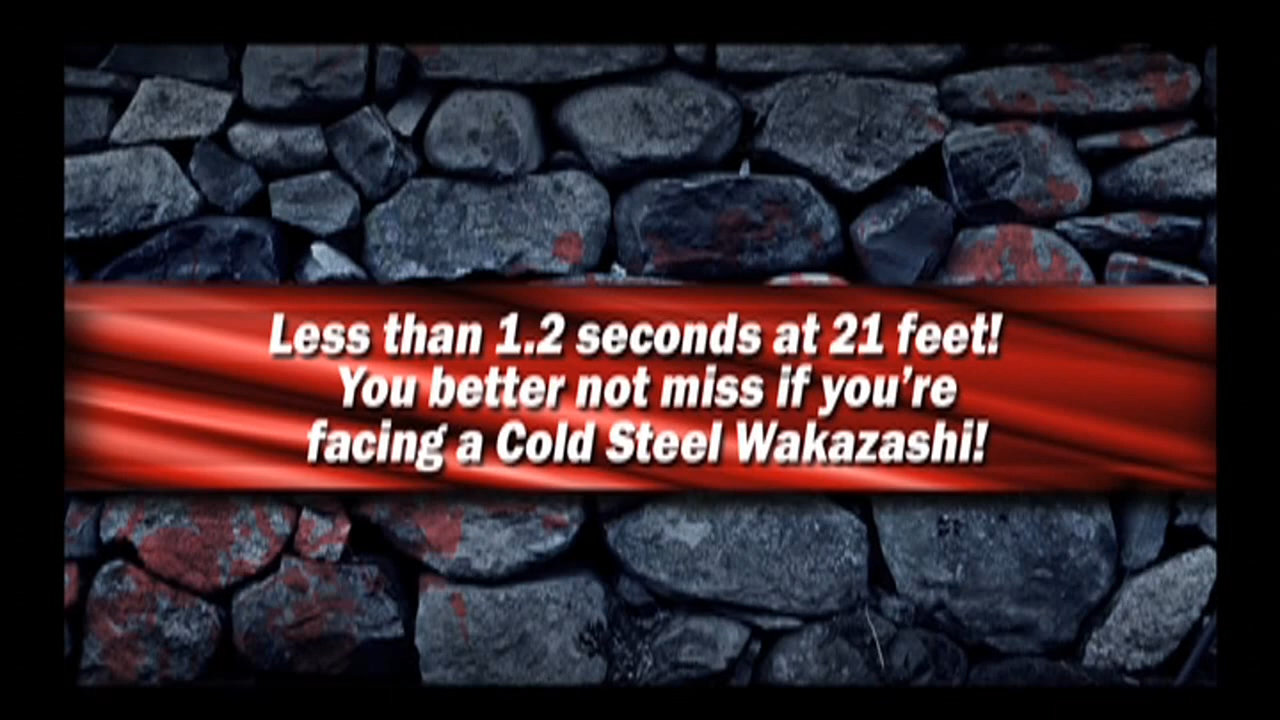 Less than 1.2 seconds at 21 feet!
You better not miss if you're
facing a Cold Steel Wakazashi!